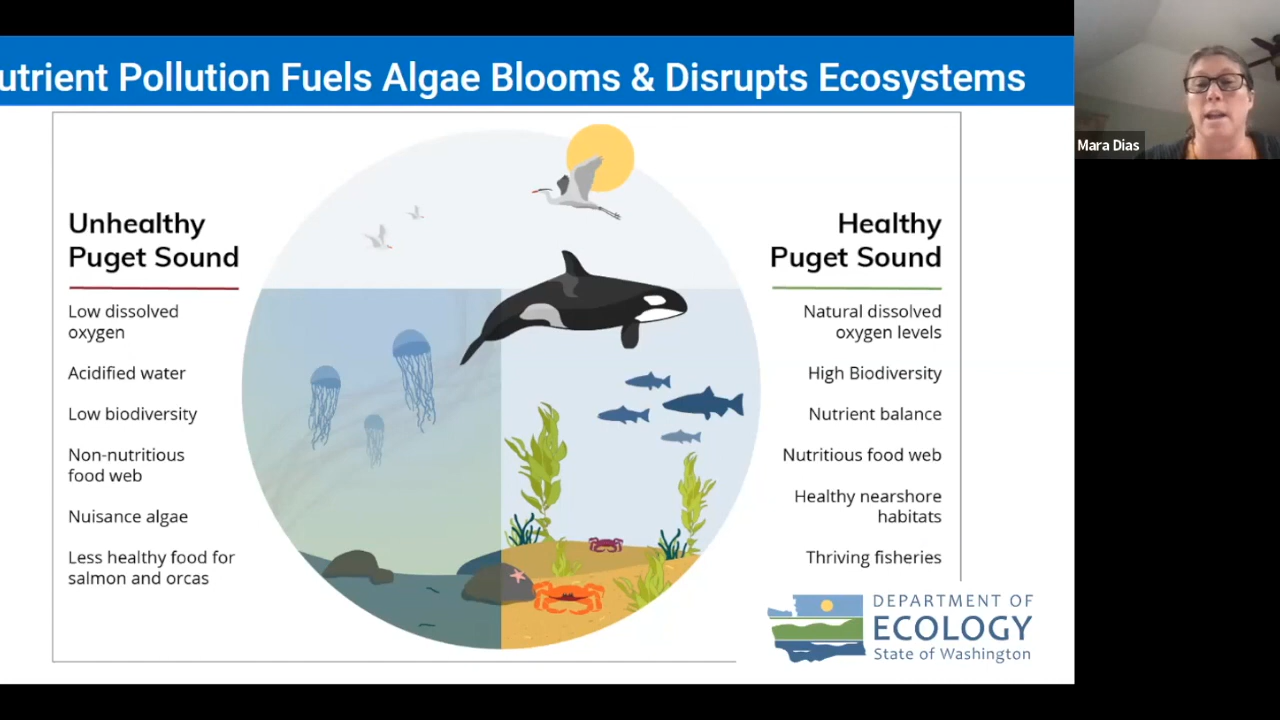 utrient Pollution Fuels Algae Blooms & Disrupts Ecosystems
Mara Dias
Unhealthy
Puget Sound
Low dissolved
oxygen
Acidified water
Low biodiversity
Non-nutritious
food web
Nuisance algae
Less healthy food for
salmon and orcas
Healthy
Puget Sound
Natural dissolved
oxygen levels
High Biodiversity
Nutrient balance
Nutritious food web
Healthy nearshore
habitats
Thriving fisheries
DEPARTMENT OF
ECOLOGY
State of Washington